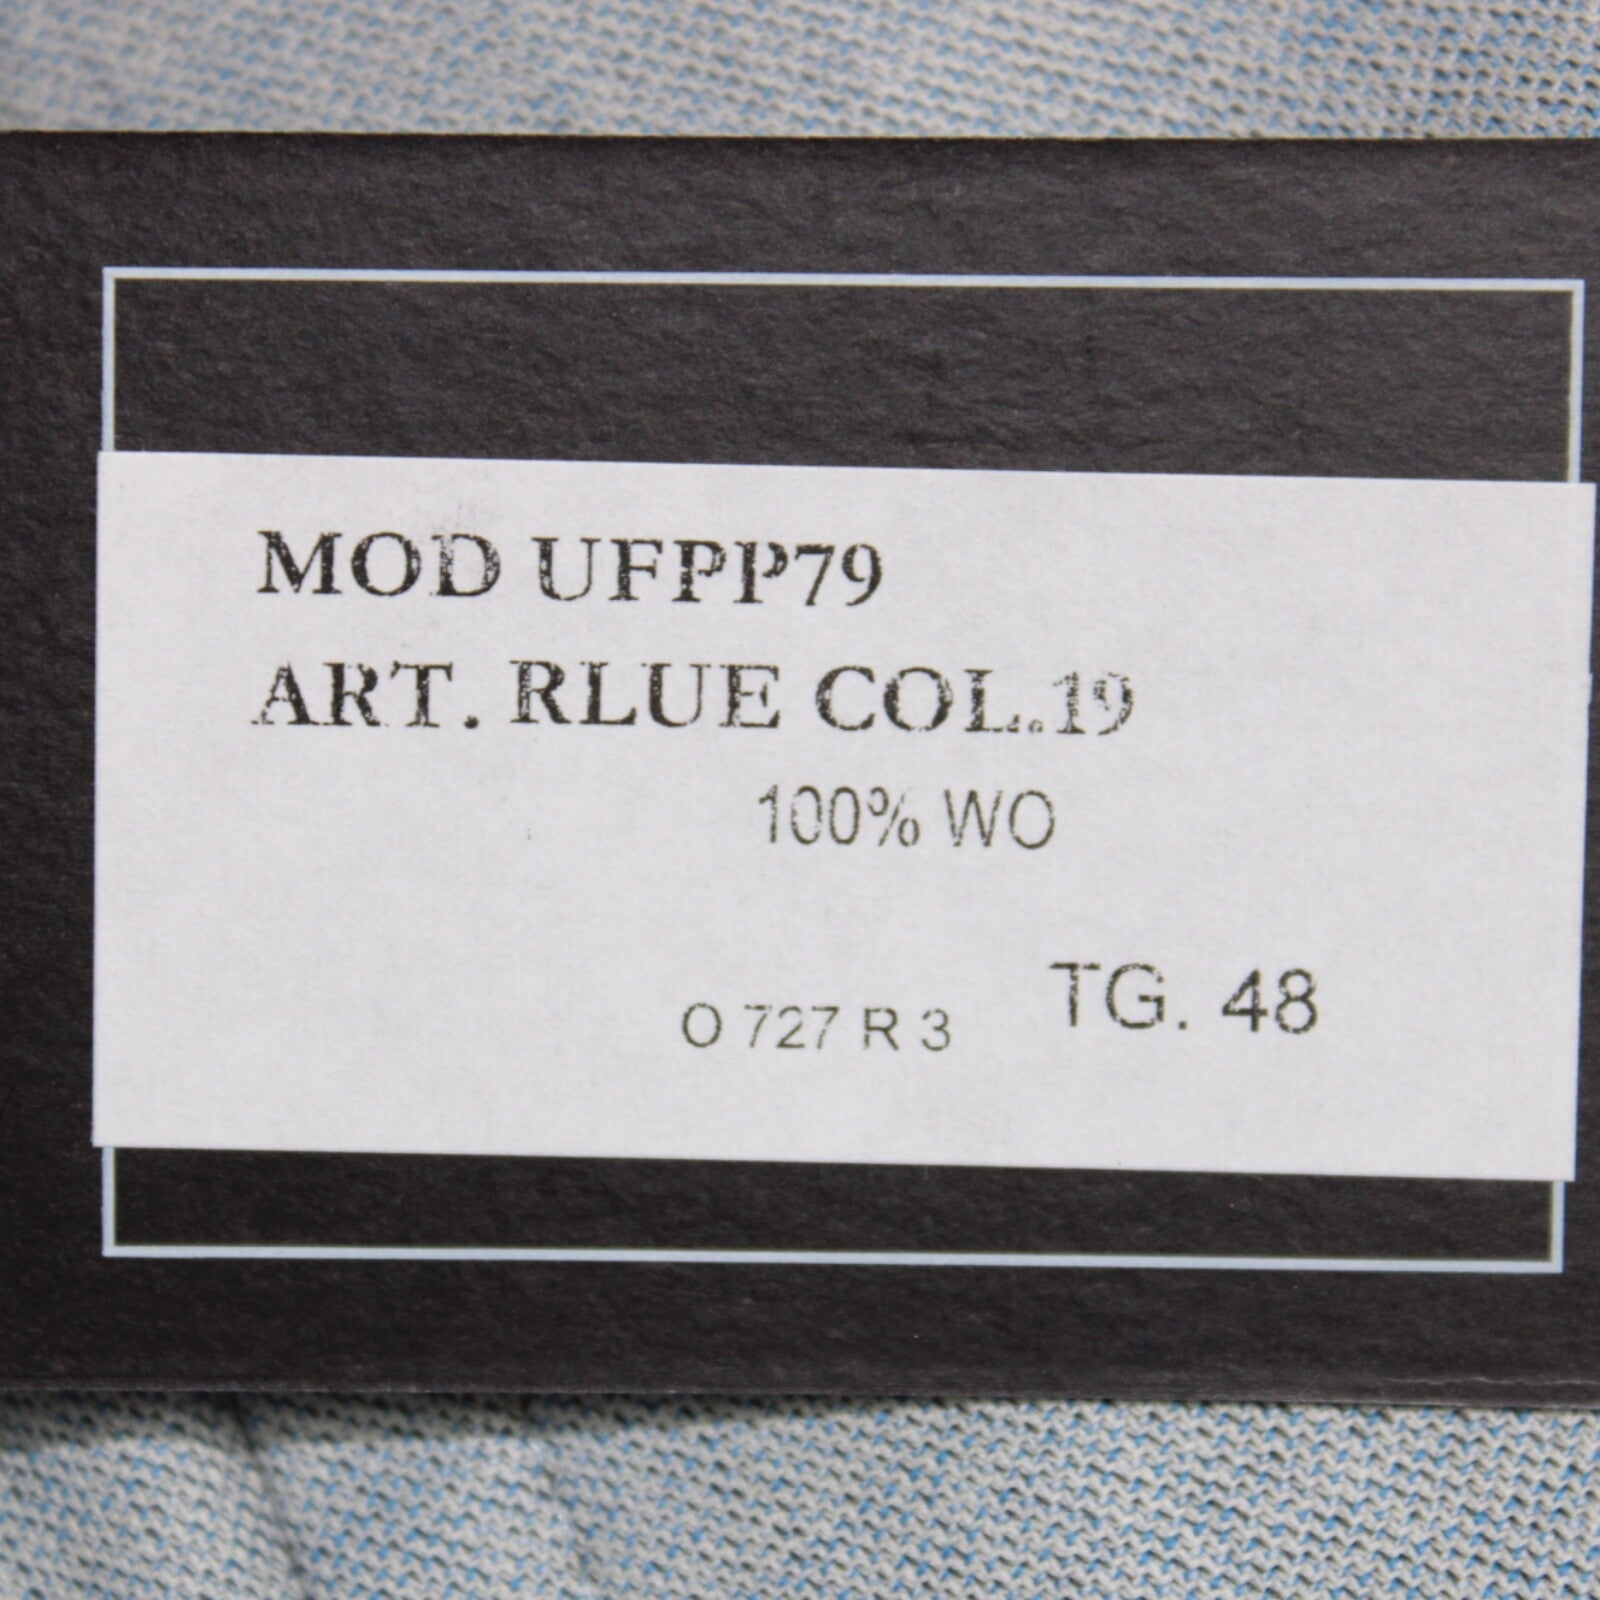 MOD UFPP79
ART. RLUE COL.19
100% WO
O 727 R 3 TG. 48